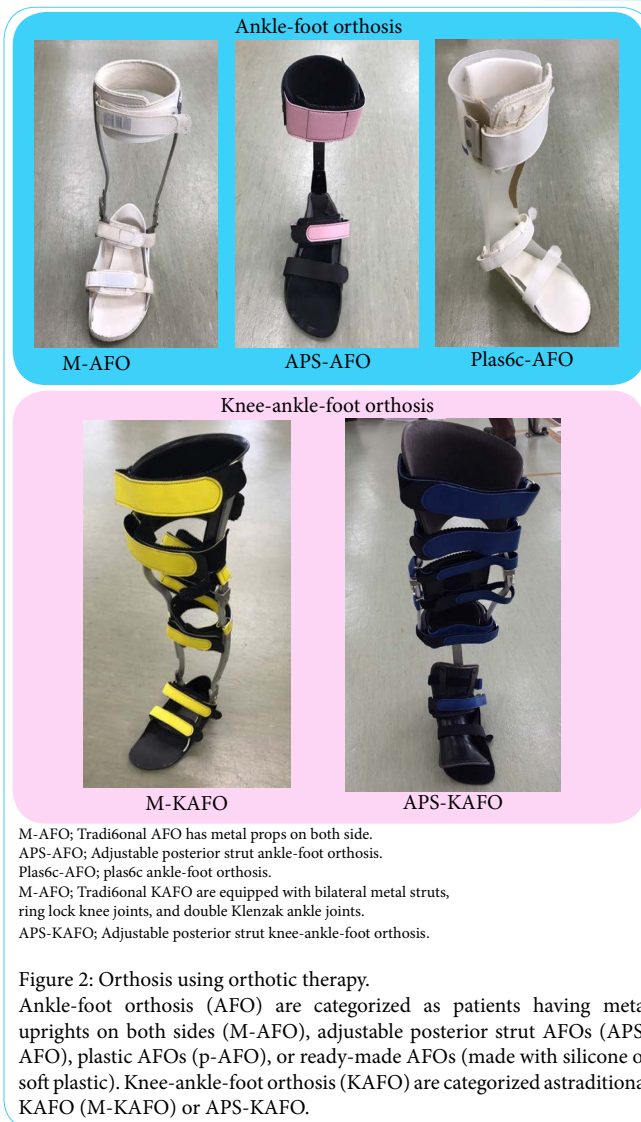 Ankle-foot orthosis
M-AFO
APS-AFO
Plas6c-AFO
Knee-ankle-foot orthosis
M-KAFO
APS-KAFO
M-AFO; Tradi6onal AFO has metal props on both side.
APS-AFO; Adjustable posterior strut ankle-foot orthosis.
Plas6c-AFO; plas6c ankle-foot orthosis.
M-AFO; Tradi6onal KAFO are equipped with bilateral metal struts,
ring lock knee joints, and double Klenzak ankle joints.
APS-KAFO; Adjustable posterior strut knee-ankle-foot orthosis.
Figure 2: Orthosis using orthotic therapy.
Ankle-foot orthosis (AFO) are categorized as patients having meta
uprights on both sides (M-AFO), adjustable posterior strut AFOs (APS
AFO), plastic AFOs (p-AFO), or ready-made AFOs (made with silicone o
soft plastic). Knee-ankle-foot orthosis (KAFO) are categorized astraditiona
KAFO (M-KAFO) or APS-KAFO.